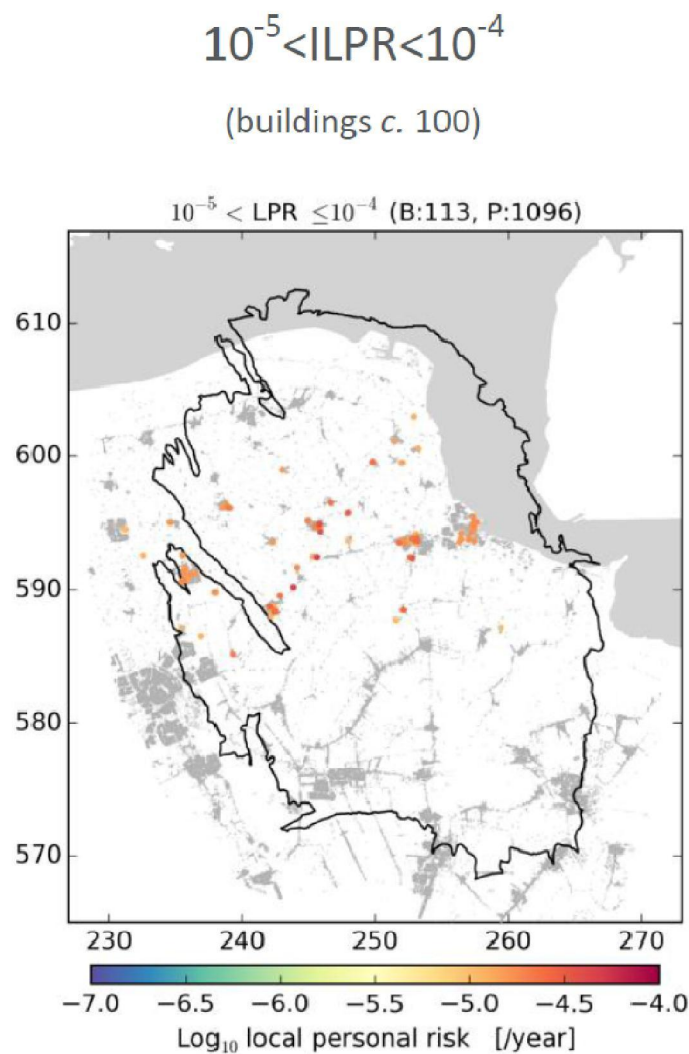 10⁻⁵<ILPR<10⁻⁴
(buildings c. 100)
10⁻⁵ < LPR ≤10⁻⁴ (B:113, P:1096)
610
600
590
580
570
230 240 250 260 270
−7.0 −6.5 −6.0 −5.5 −5.0 −4.5 −4.0
Log₁₀ local personal risk [/year]